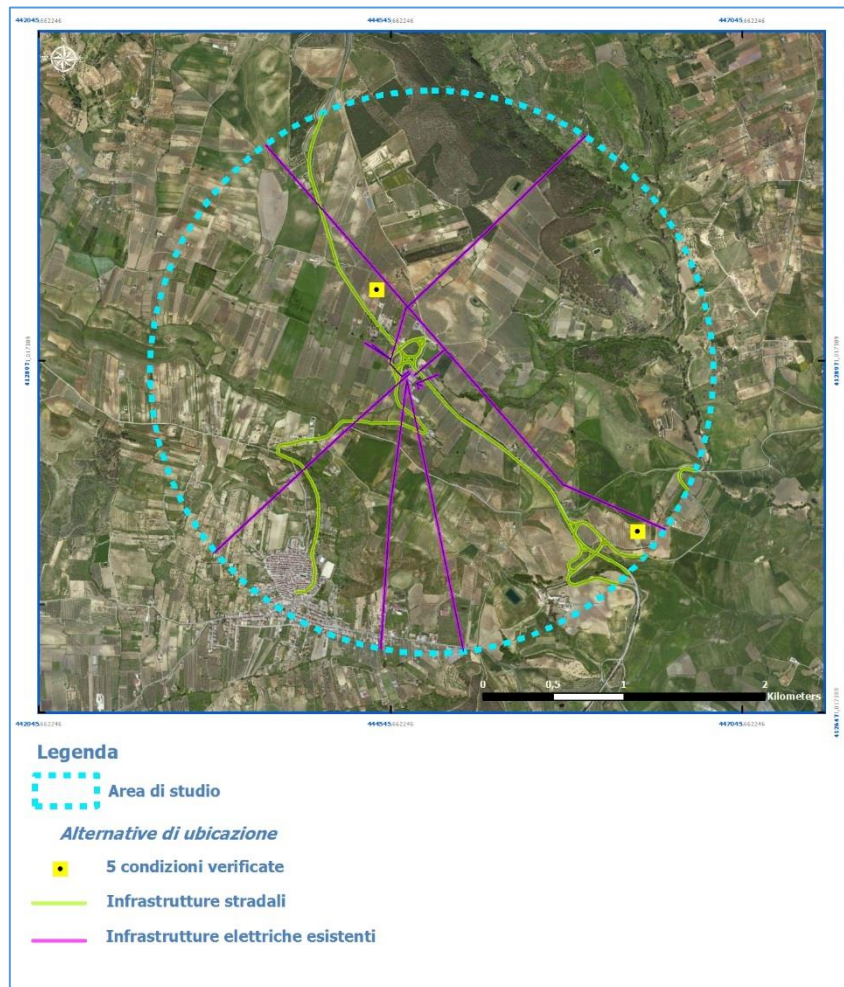 442045,662246 444545,662246 447045,662246
0 0,5 1 2
Kilometers
442045,662246 444545,662246 447045,662246
Legenda
Area di studio
Alternative di ubicazione
5 condizioni verificate
Infrastrutture stradali
Infrastrutture elettriche esistenti